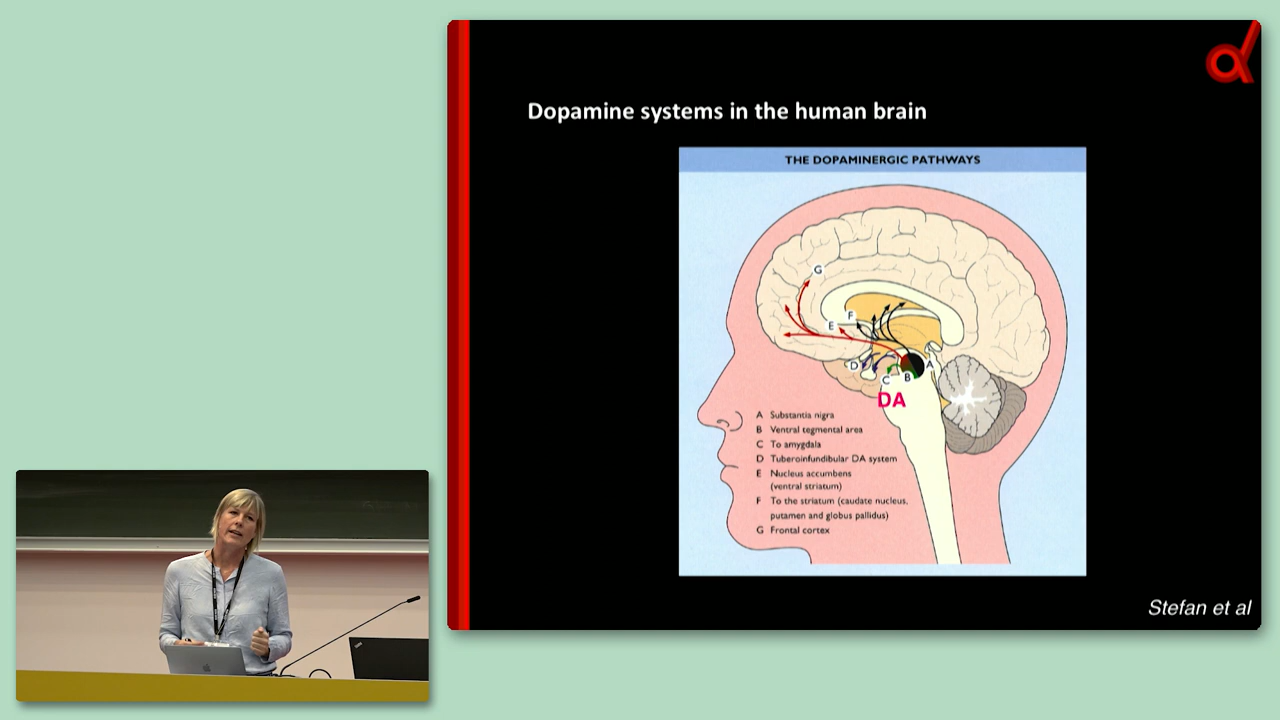 Dopamine systems in the human brain
THE DOPAMINERGIC PATHWAYS
G
F
E
D
A
C
B
DA
A Substantia nigra
B Ventral tegmental area
C To amygdala
D Tuberoinfundibular DA system
E Nucleus accumbens
(ventral striatum)
F To the striatum (caudate nucleus,
putamen and globus pallidus)
G Frontal cortex
Stefan et al